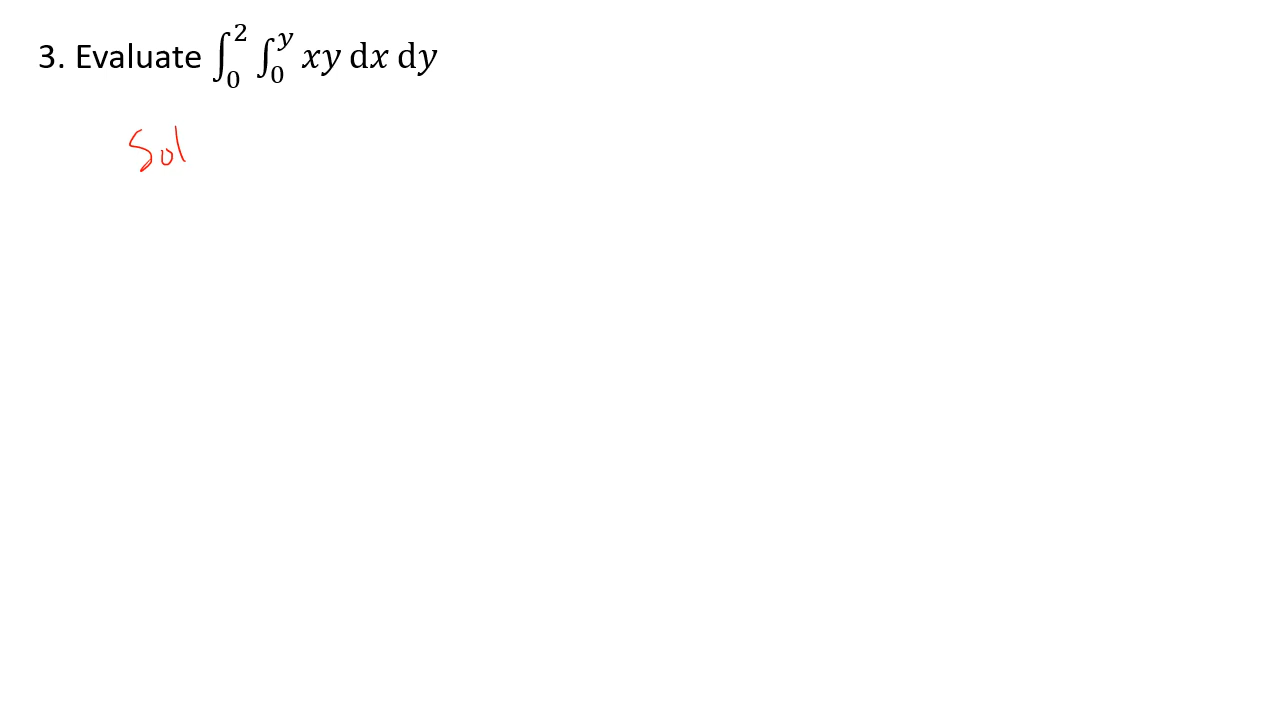 3. Evaluate ∫₀² ∫₀ʸ xy dx dy
Sol